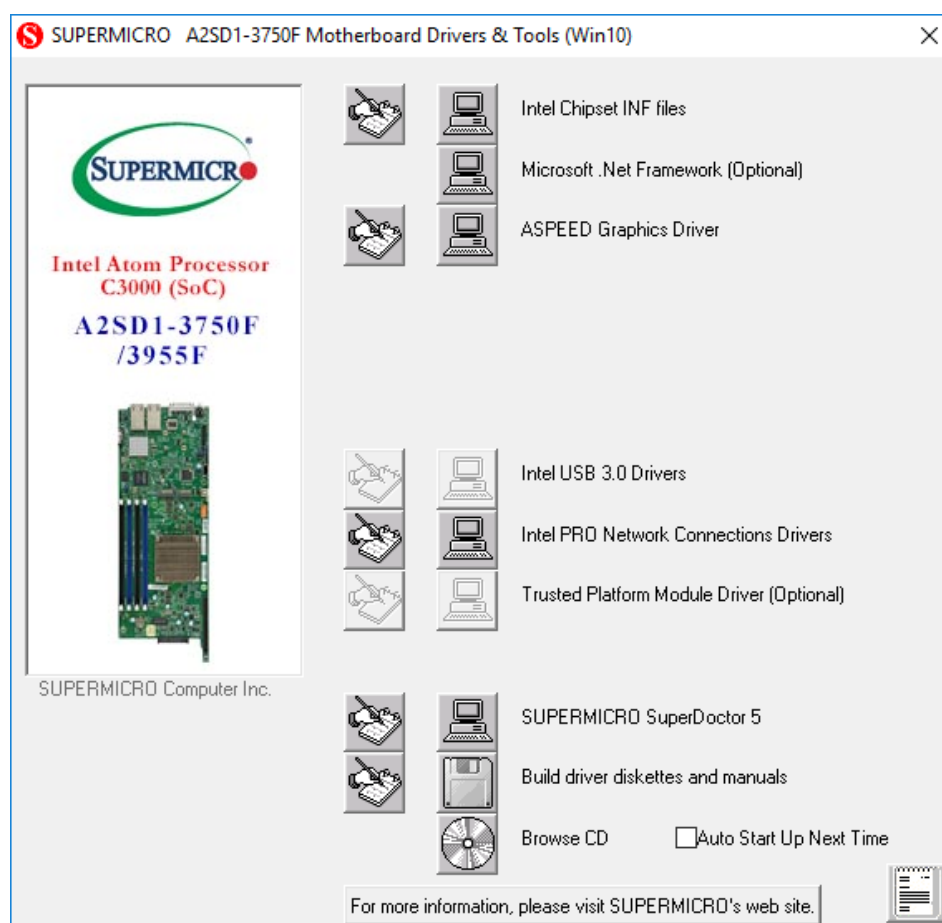 SUPERMICRO A2SD1-3750F Motherboard Drivers & Tools (Win10)
SUPERMICR
Intel Atom Processor
C3000 (SoC)
A2SD1-3750F
/3955F
SUPERMICRO Computer Inc.
Intel Chipset INF files
Microsoft .Net Framework (Optional)
ASPEED Graphics Driver
Intel USB 3.0 Drivers
Intel PRO Network Connections Drivers
Trusted Platform Module Driver (Optional)
SUPERMICRO SuperDoctor 5
Build driver diskettes and manuals
Browse CD Auto Start Up Next Time
For more information, please visit SUPERMICRO's web site.